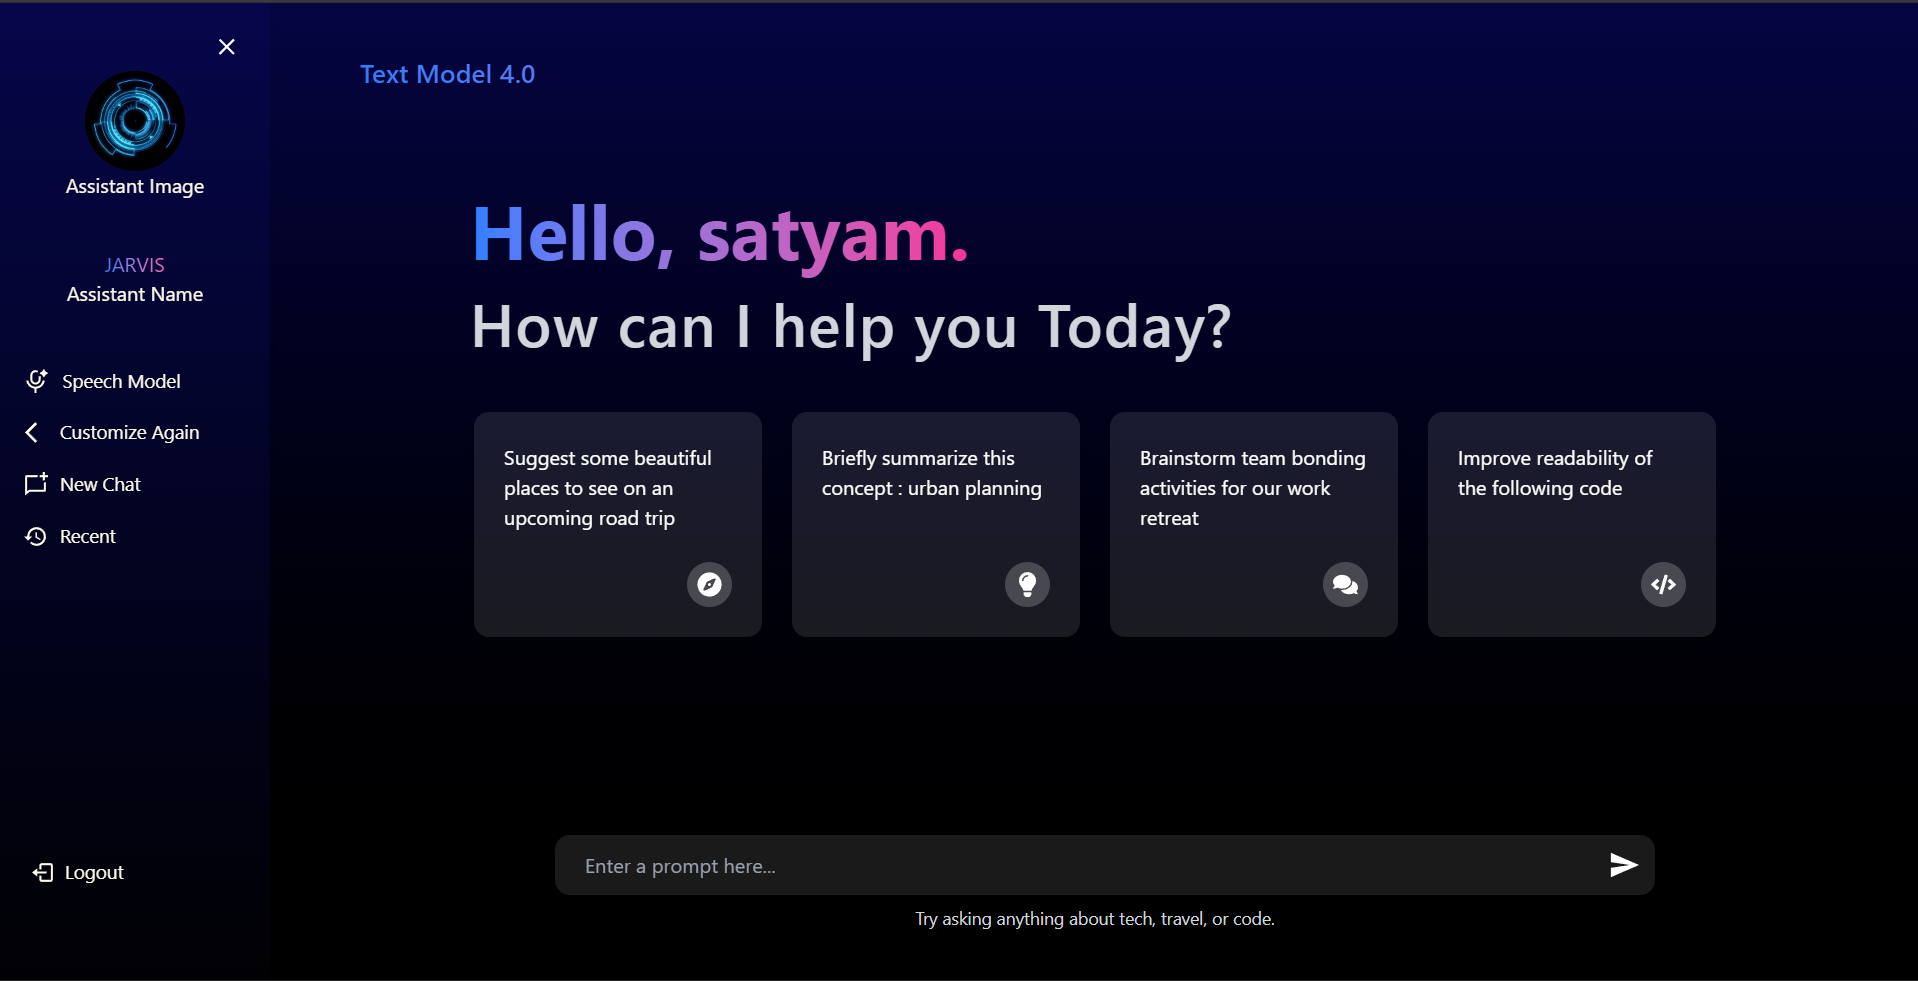 Assistant Image
JARVIS
Assistant Name
Speech Model
Customize Again
New Chat
Recent
Logout
Text Model 4.0
Hello, satyam.
How can I help you Today?
Suggest some beautiful
places to see on an
upcoming road trip
Briefly summarize this
concept : urban planning
Brainstorm team bonding
activities for our work
retreat
Improve readability of
the following code
Enter a prompt here...
Try asking anything about tech, travel, or code.